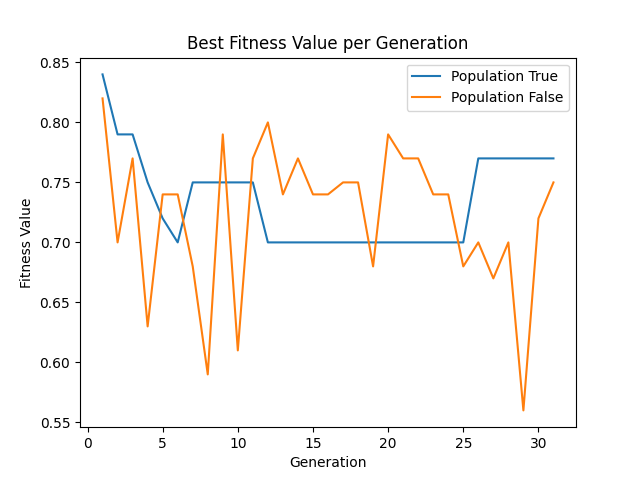 Best Fitness Value per Generation
Population True
Population False
Fitness Value
0.85
0.80
0.75
0.70
0.65
0.60
0.55
0 5 10 15 20 25 30
Generation